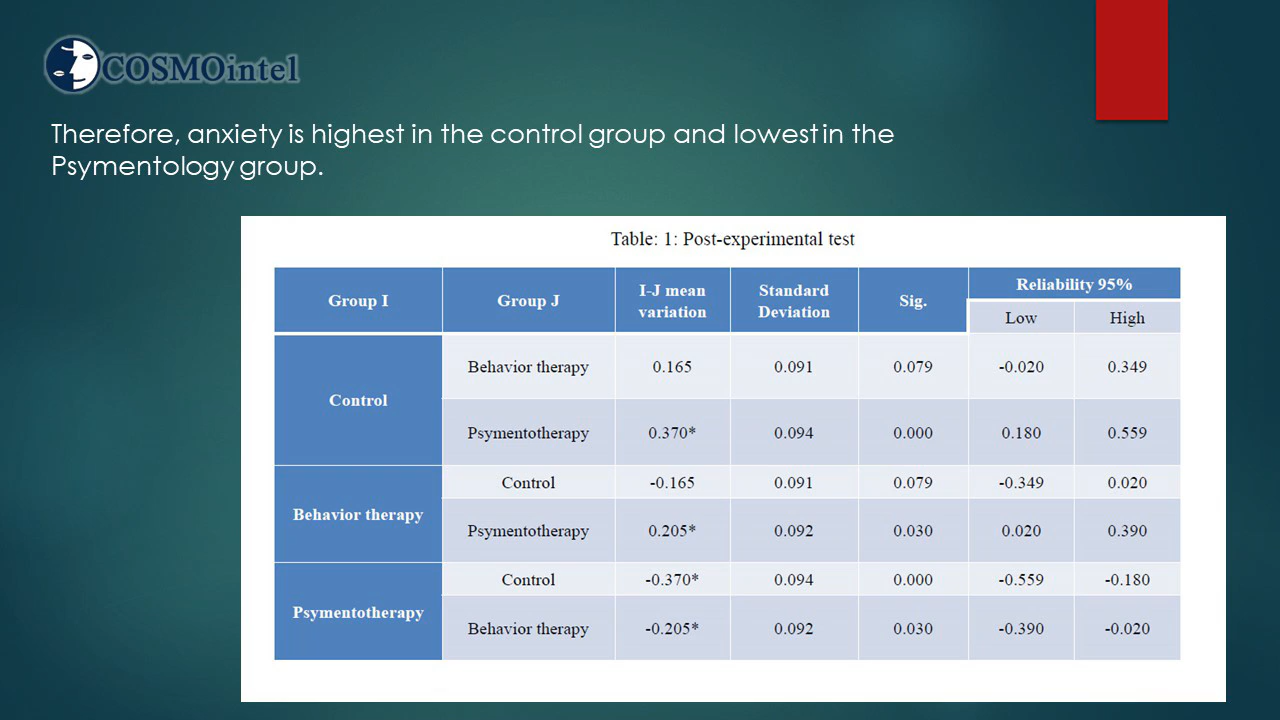 COSMOintel
Therefore, anxiety is highest in the control group and lowest in the
Psymentology group.
Table: 1: Post-experimental test
Group I Group J I-J mean variation Standard Deviation Sig. Reliability 95%
Low High
Control Behavior therapy 0.165 0.091 0.079 -0.020 0.349
Psymentotherapy 0.370* 0.094 0.000 0.180 0.559
Behavior therapy Control -0.165 0.091 0.079 -0.349 0.020
Psymentotherapy 0.205* 0.092 0.030 0.020 0.390
Psymentotherapy Control -0.370* 0.094 0.000 -0.559 -0.180
Behavior therapy -0.205* 0.092 0.030 -0.390 -0.020